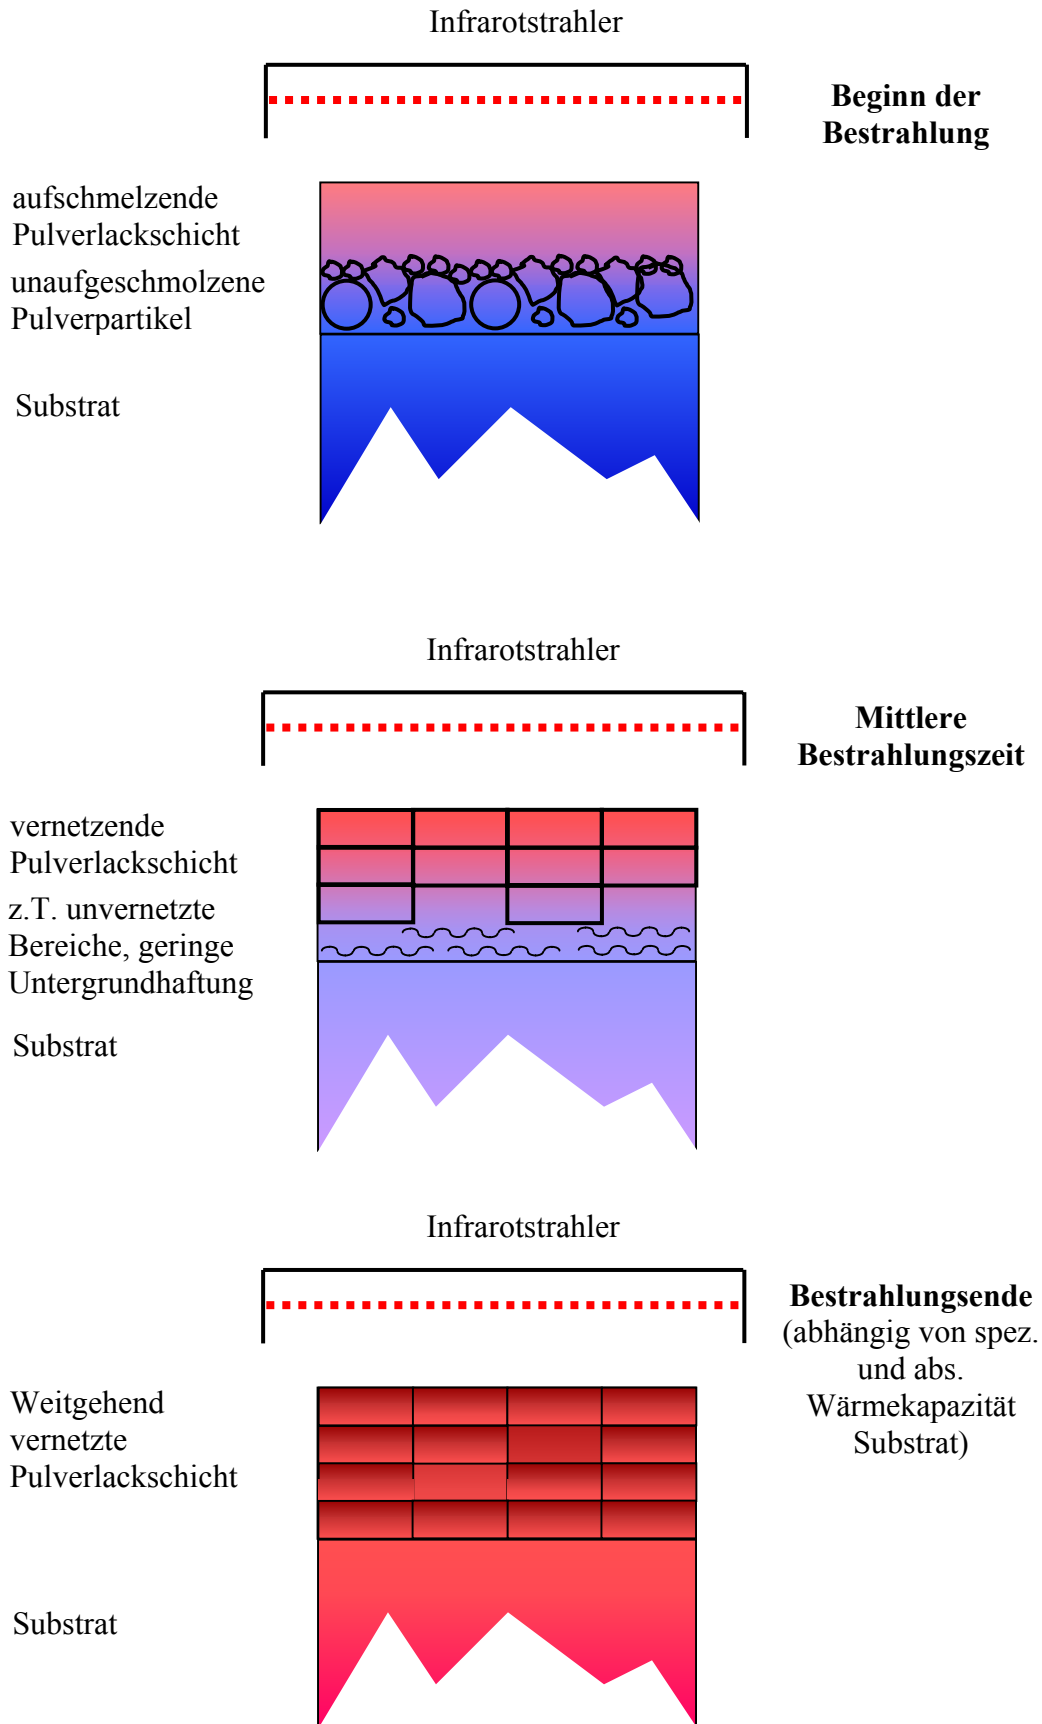 Infrarotstrahler
Beginn der
Bestrahlung
aufschmelzende
Pulverlackschicht
unaufgeschmolzene
Pulverpartikel
Substrat
Infrarotstrahler
Mittlere
Bestrahlungszeit
vernetzende
Pulverlackschicht
z.T. unvernetzte
Bereiche, geringe
Untergrundhaftung
Substrat
Infrarotstrahler
Bestrahlungsende
(abhängig von spez.
und abs.
Wärmekapazität
Substrat)
Weitgehend
vernetzte
Pulverlackschicht
Substrat